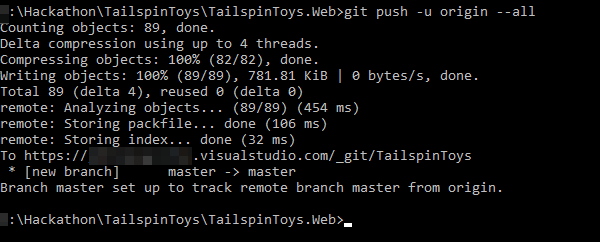 :\Hackathon\TailspinToys\TailspinToys.Web>git push -u origin --all
Counting objects: 89, done.
Delta compression using up to 4 threads.
Compressing objects: 100% (82/82), done.
Writing objects: 100% (89/89), 781.81 KiB | 0 bytes/s, done.
Total 89 (delta 4), reused 0 (delta 0)
remote: Analyzing objects... (89/89) (454 ms)
remote: Storing packfile... done (106 ms)
remote: Storing index... done (32 ms)
To https:// .visualstudio.com/_git/TailspinToys
 * [new branch]      master -> master
Branch master set up to track remote branch master from origin.
:\Hackathon\TailspinToys\TailspinToys.Web>